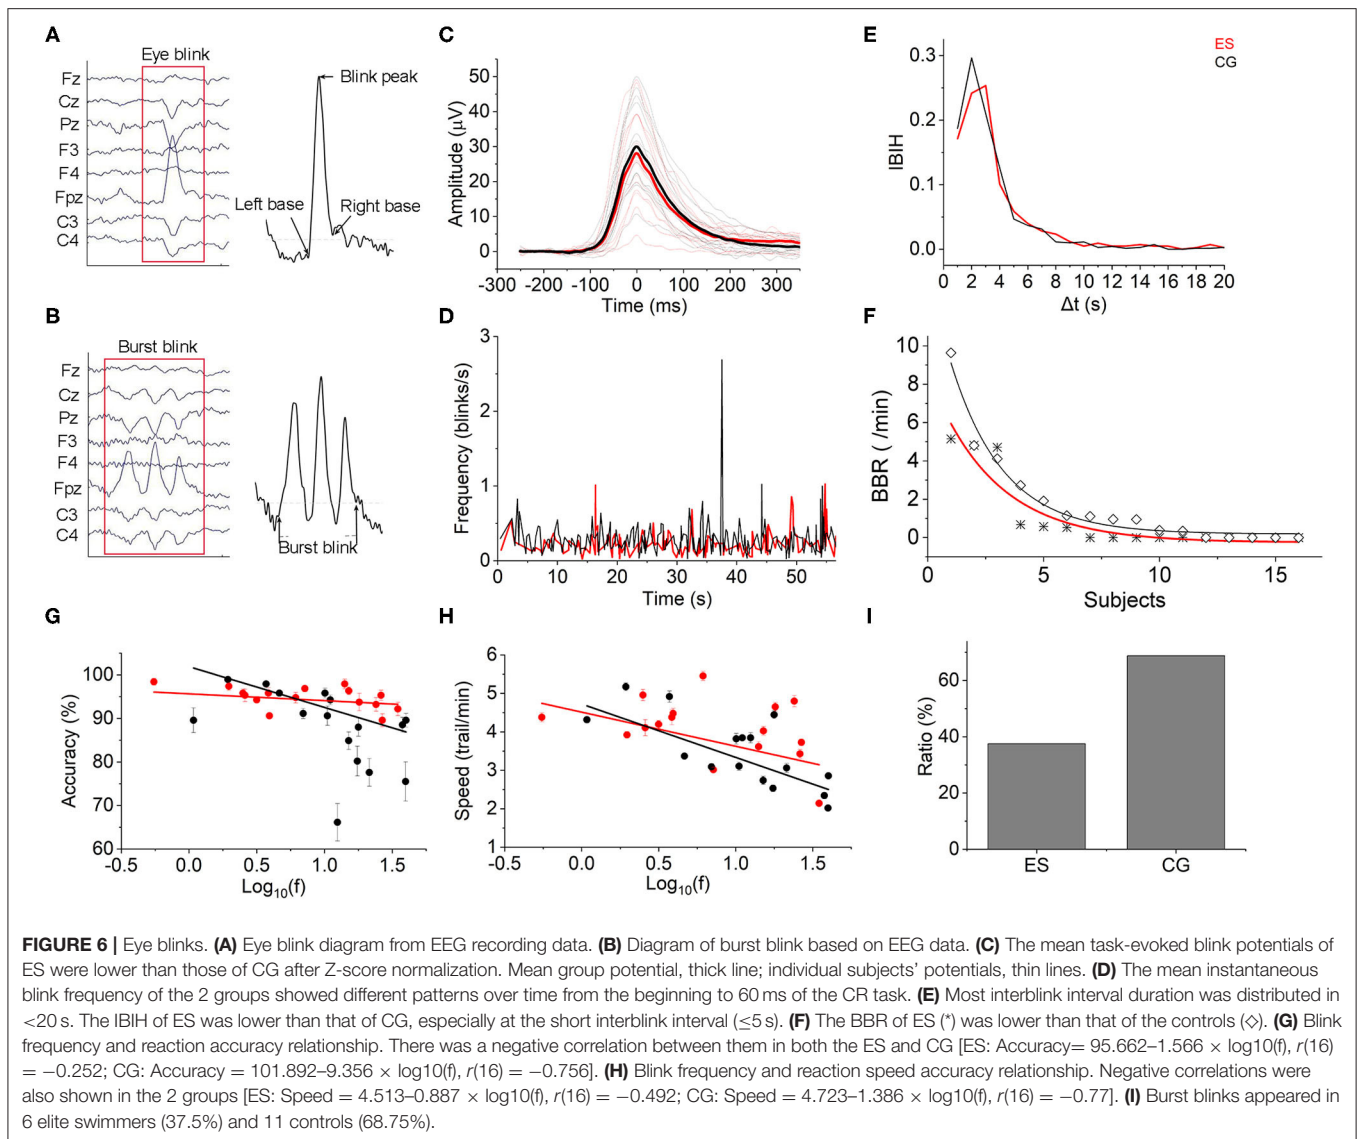 A
Eye blink
Fz
Cz
Pz
F3
F4
Fpz
C3
C4
Blink peak
Left base
Right base
B
Burst blink
Fz
Cz
Pz
F3
F4
Fpz
C3
C4
Burst blink
C
Amplitude (µV)
50
40
30
20
10
0
-300 -200 -100 0 100 200 300
Time (ms)
D
Frequency (blinks/s)
3
2
1
0
0 10 20 30 40 50
Time (s)
E
ES
CG
IBIH
0.3
0.2
0.1
0.0
0 2 4 6 8 10 12 14 16 18 20
Δt (s)
F
BBR ( /min)
10
8
6
4
2
0
0 5 10 15
Subjects
G
Accuracy (%)
100
90
80
70
60
-0.5 0.0 0.5 1.0 1.5
Log10(f)
H
Speed (trail/min)
6
5
4
3
2
1
-0.5 0.0 0.5 1.0 1.5
Log10(f)
I
Ratio (%)
80
60
40
20
0
ES CG
FIGURE 6 | Eye blinks. (A) Eye blink diagram from EEG recording data. (B) Diagram of burst blink based on EEG data. (C) The mean task-evoked blink potentials of
ES were lower than those of CG after Z-score normalization. Mean group potential, thick line; individual subjects' potentials, thin lines. (D) The mean instantaneous
blink frequency of the 2 groups showed different patterns over time from the beginning to 60 ms of the CR task. (E) Most interblink interval duration was distributed in
<20 s. The IBIH of ES was lower than that of CG, especially at the short interblink interval (≤5 s). (F) The BBR of ES (*) was lower than that of the controls (◇). (G) Blink
frequency and reaction accuracy relationship. There was a negative correlation between them in both the ES and CG [ES: Accuracy= 95.662–1.566 × log10(f), r(16)
= −0.252; CG: Accuracy = 101.892–9.356 × log10(f), r(16) = −0.756]. (H) Blink frequency and reaction speed accuracy relationship. Negative correlations were
also shown in the 2 groups [ES: Speed = 4.513–0.887 × log10(f), r(16) = −0.492; CG: Speed = 4.723–1.386 × log10(f), r(16) = −0.77]. (I) Burst blinks appeared in
6 elite swimmers (37.5%) and 11 controls (68.75%).